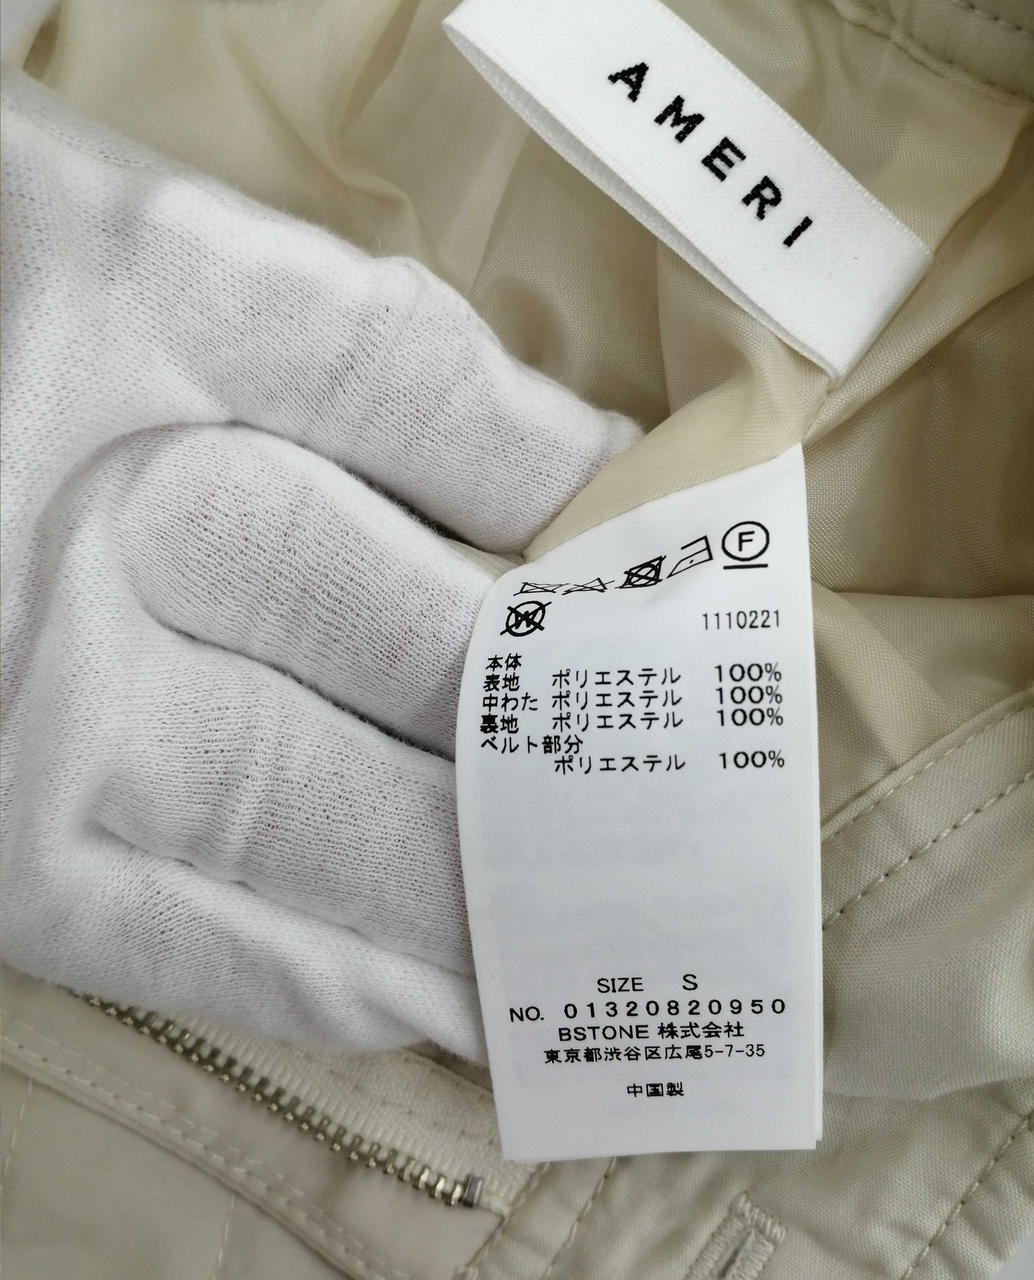 AMERI
F
W
1110221
本体
表地 ポリエステル 100%
中わた ポリエステル 100%
裏地 ポリエステル 100%
ベルト部分
ポリエステル 100%
SIZE S
NO. 01320820950
BSTONE 株式会社
東京都渋谷区広尾5-7-35
中国製